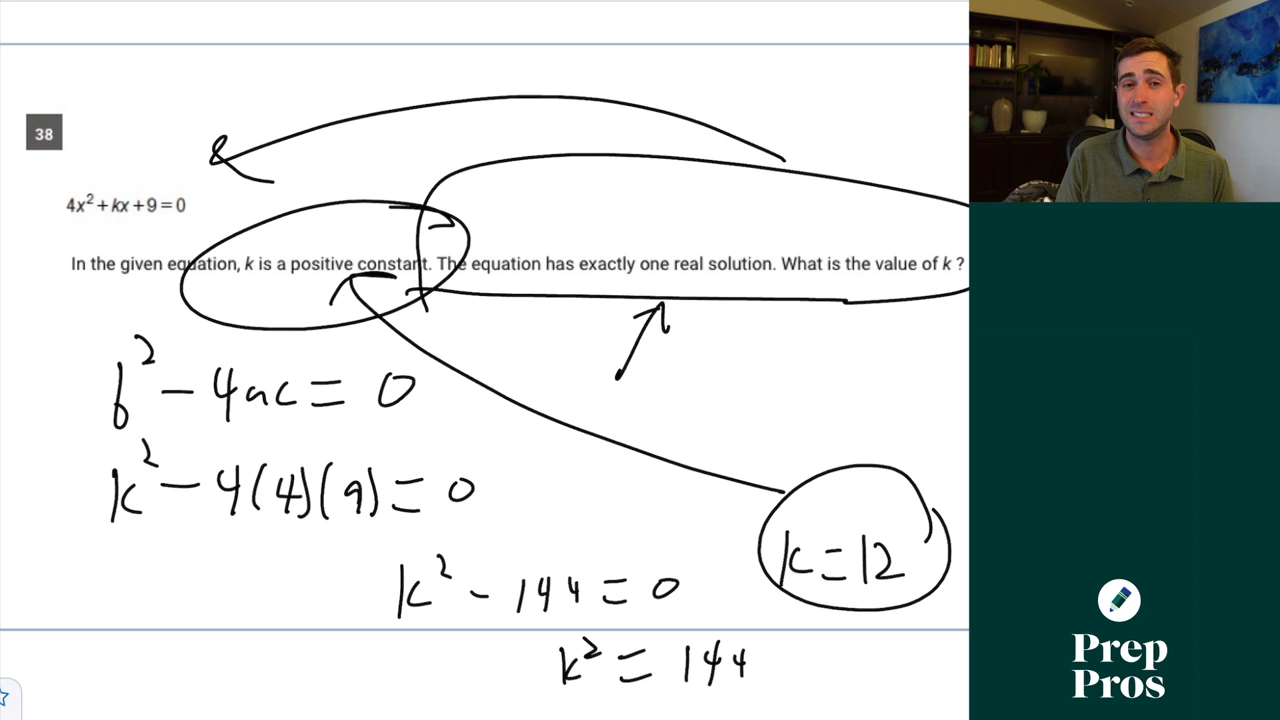 38
4x²+kx+9=0
In the given equation, k is a positive constant. The equation has exactly one real solution. What is the value of k ?
b² - 4ac = 0
k² - 4(4)(9) = 0
k² - 144 = 0
k = 12
k² = 144
Prep
Pros